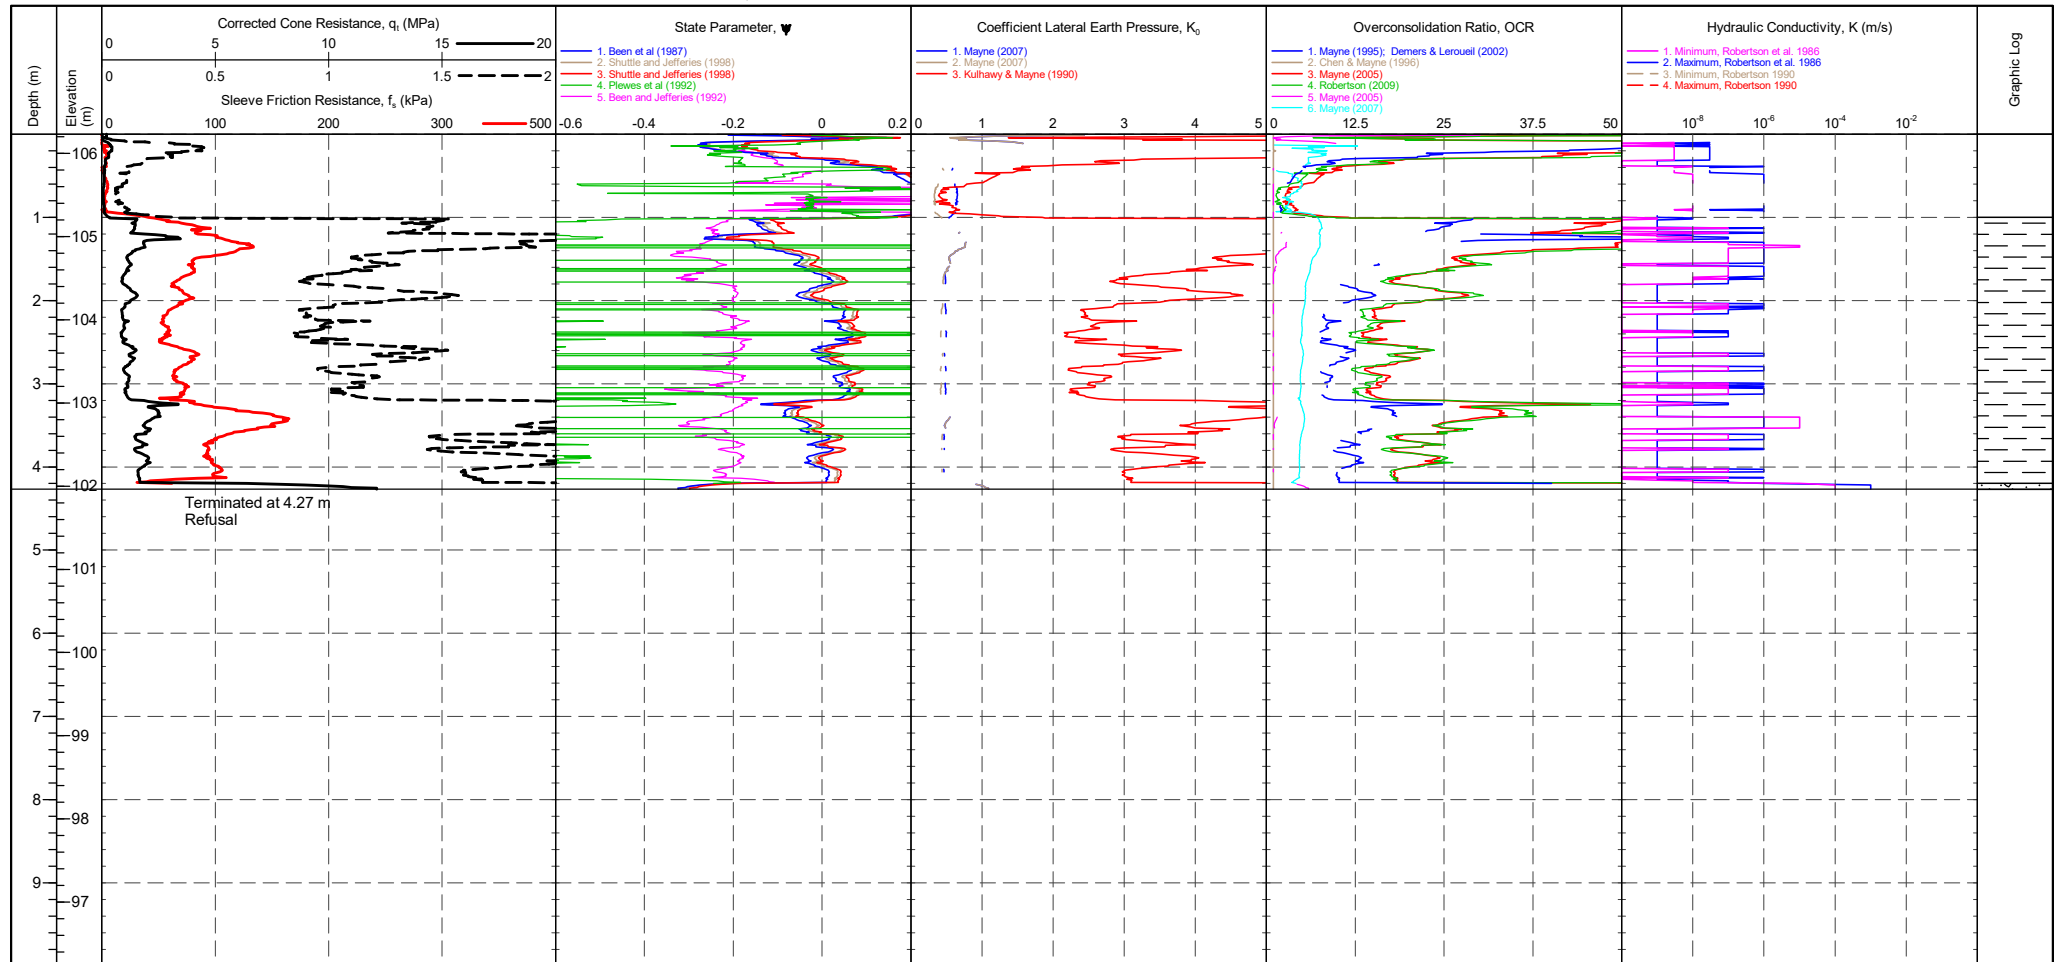 Depth (m)
Elevation (m)
Corrected Cone Resistance, qt (MPa)
0 5 10 15 20
0 0.5 1 1.5 2
Sleeve Friction Resistance, fs (kPa)
0 100 200 300 500
State Parameter, ψ
1. Been et al (1987)
2. Shuttle and Jefferies (1998)
3. Shuttle and Jefferies (1998)
4. Plewes et al (1992)
5. Been and Jefferies (1992)
-0.6 -0.4 -0.2 0 0.2
Coefficient Lateral Earth Pressure, K0
1. Mayne (2007)
2. Mayne (2007)
3. Kulhawy & Mayne (1990)
0 1 2 3 4 5
Overconsolidation Ratio, OCR
1. Mayne (1995); Demers & Leroueil (2002)
2. Chen & Mayne (1996)
3. Mayne (2005)
4. Robertson (2009)
5. Mayne (2005)
6. Mayne (2007)
0 12.5 25 37.5 50
Hydraulic Conductivity, K (m/s)
1. Minimum, Robertson et al. 1986
2. Maximum, Robertson et al. 1986
3. Minimum, Robertson 1990
4. Maximum, Robertson 1990
10-8 10-6 10-4 10-2
Graphic Log
106
1
105
2
104
3
103
4
102
Terminated at 4.27 m
Refusal
5
101
6
100
7
99
8
98
9
97